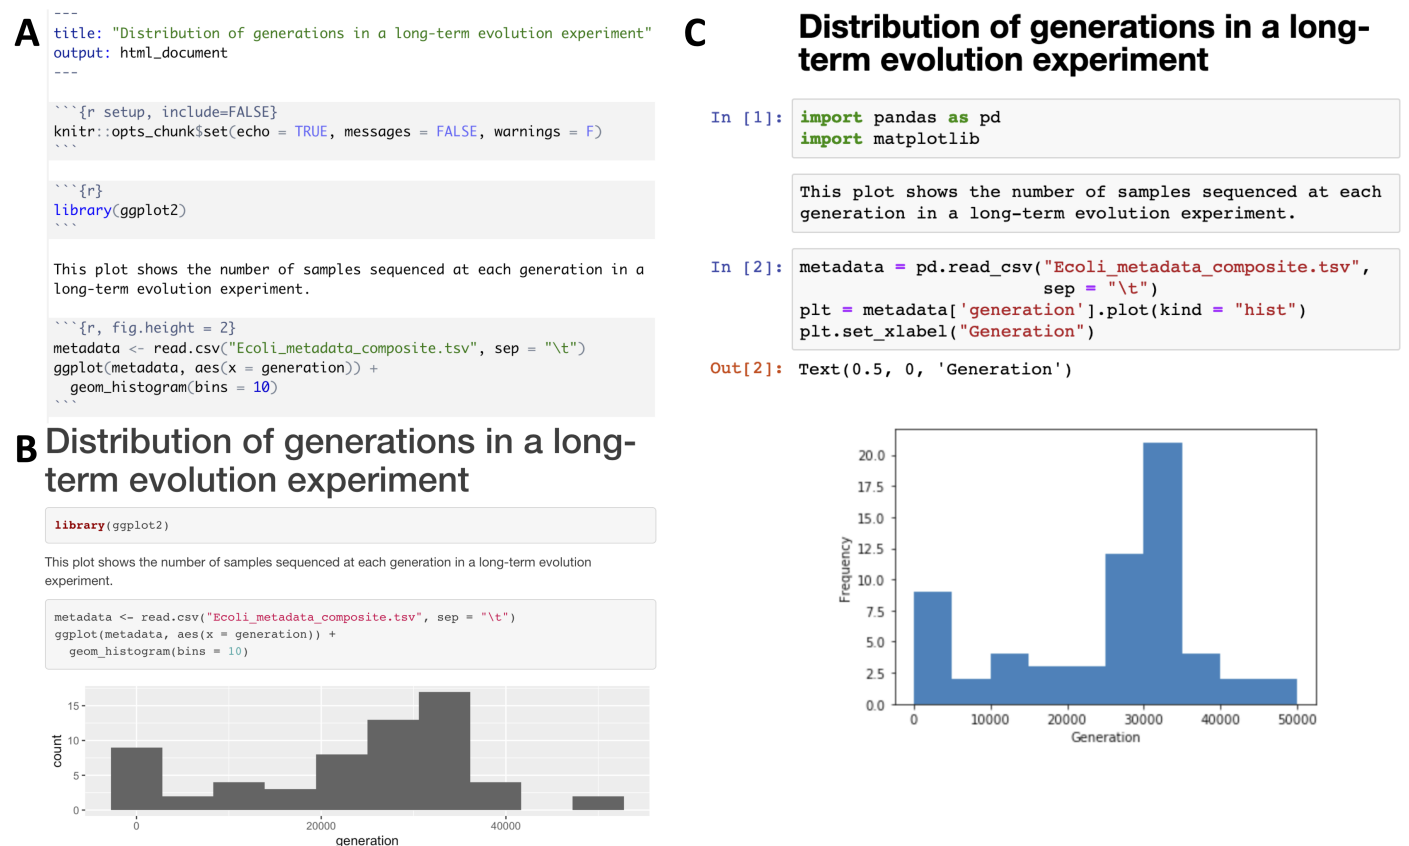 A
---
title: "Distribution of generations in a long-term evolution experiment"
output: html_document
---
```{r setup, include=FALSE}
knitr::opts_chunk$set(echo = TRUE, messages = FALSE, warnings = F)
```
```{r}
library(ggplot2)
```
This plot shows the number of samples sequenced at each generation in a
long-term evolution experiment.
```{r, fig.height = 2}
metadata <- read.csv("Ecoli_metadata_composite.tsv", sep = "\t")
ggplot(metadata, aes(x = generation)) +
  geom_histogram(bins = 10)
```
B
Distribution of generations in a long-
term evolution experiment
library(ggplot2)
This plot shows the number of samples sequenced at each generation in a long-term evolution
experiment.
metadata <- read.csv("Ecoli_metadata_composite.tsv", sep = "\t")
ggplot(metadata, aes(x = generation)) +
  geom_histogram(bins = 10)
15
10
5
0
count
0 20000 40000
generation
C
Distribution of generations in a long-
term evolution experiment
In [1]: import pandas as pd
import matplotlib
This plot shows the number of samples sequenced at each
generation in a long-term evolution experiment.
In [2]: metadata = pd.read_csv("Ecoli_metadata_composite.tsv",
                       sep = "\t")
plt = metadata['generation'].plot(kind = "hist")
plt.set_xlabel("Generation")
Out[2]: Text(0.5, 0, 'Generation')
20.0
17.5
15.0
12.5
10.0
7.5
5.0
2.5
0.0
Frequency
0 10000 20000 30000 40000 50000
Generation